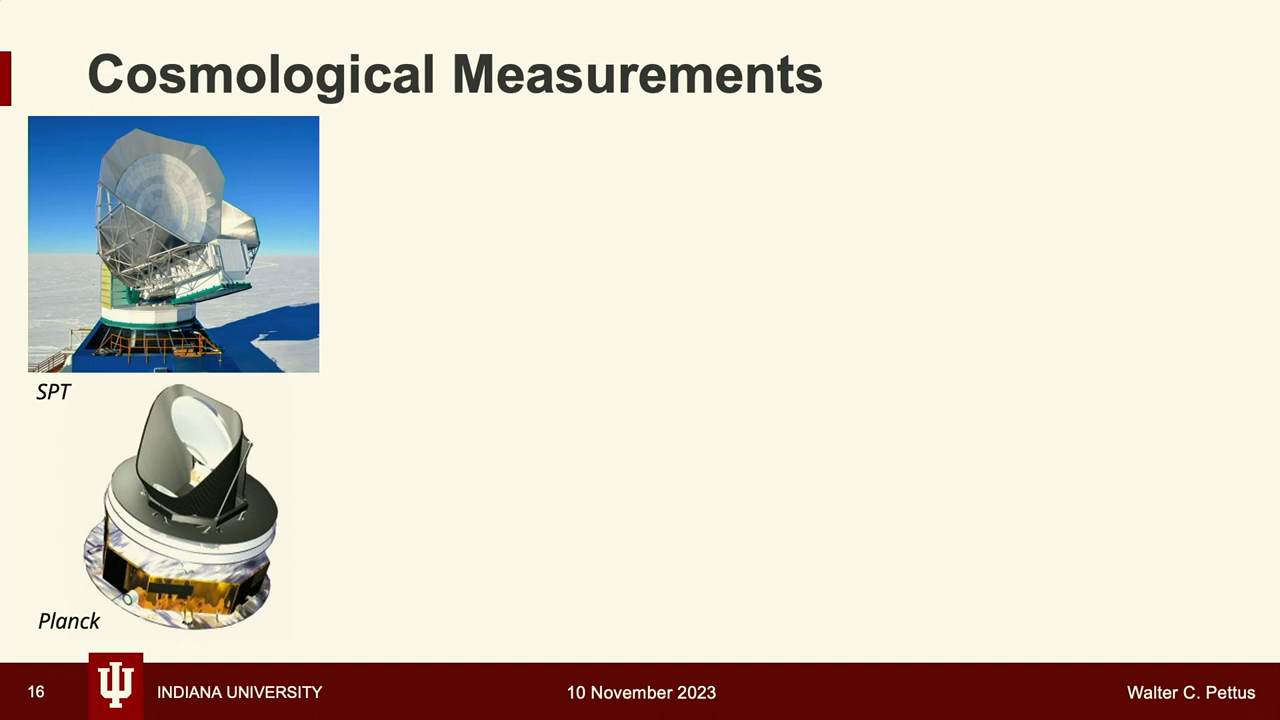 Cosmological Measurements
SPT
Planck
16
INDIANA UNIVERSITY
10 November 2023
Walter C. Pettus